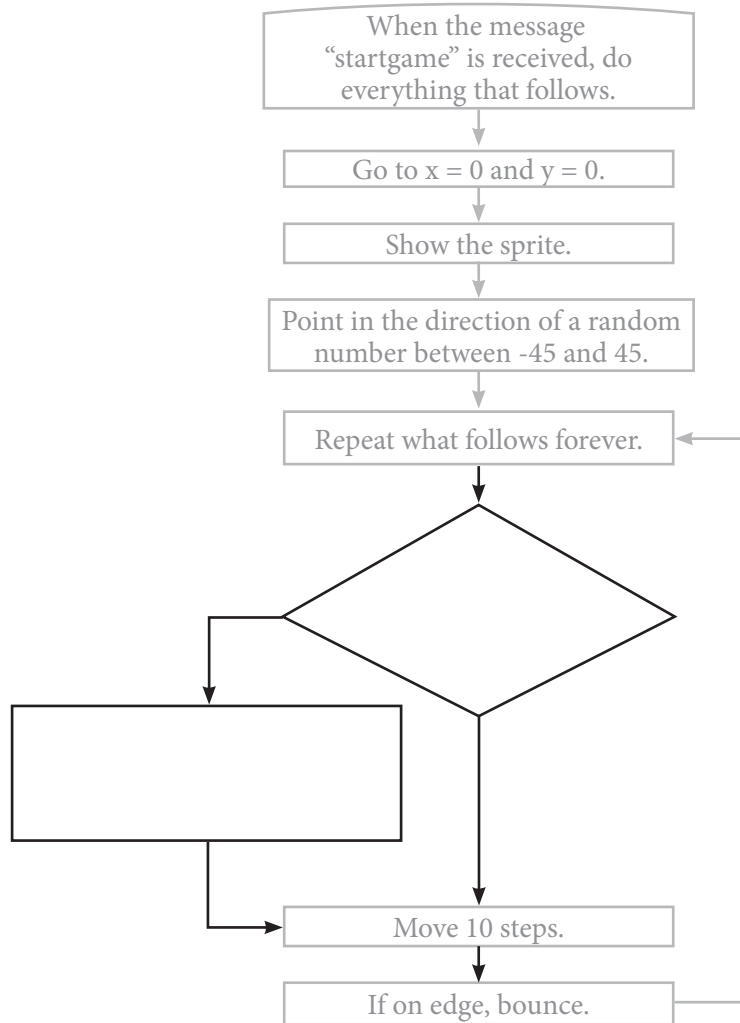 When the message
“startgame” is received, do
everything that follows.
Go to x = 0 and y = 0.
Show the sprite.
Point in the direction of a random
number between -45 and 45.
Repeat what follows forever.
Move 10 steps.
If on edge, bounce.